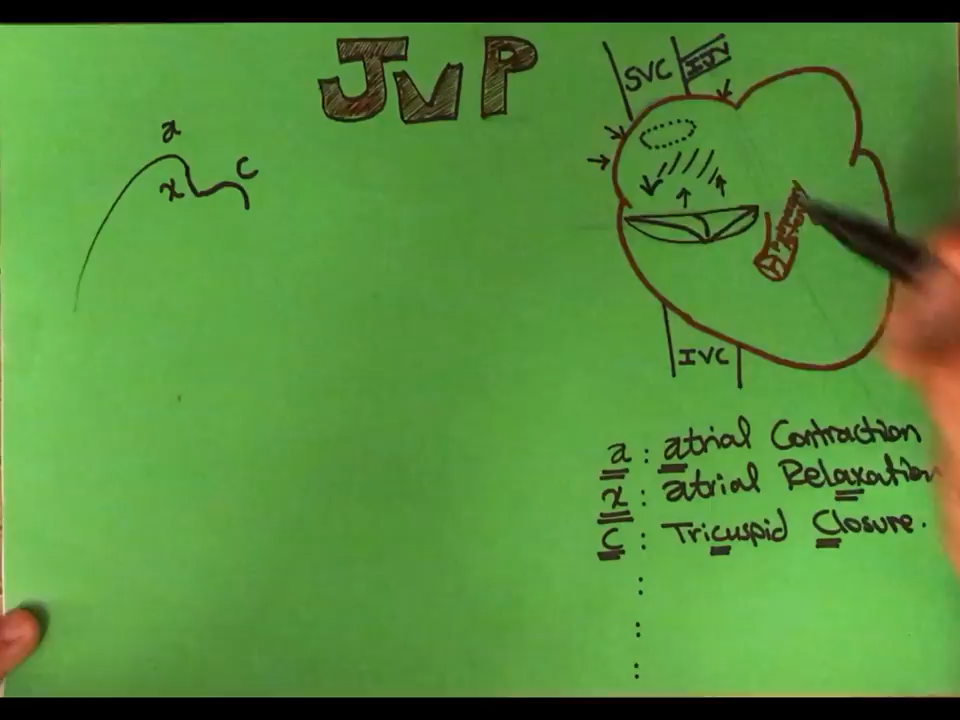 JVP
SVC IJV
a
x
C
IVC
a : atrial Contraction
x : atrial Relaxation
C : Tricuspid Closure.
:
:
: